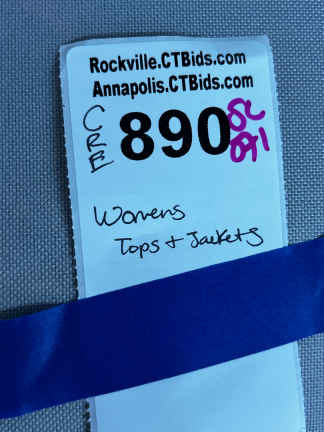 Rockville.CTBids.com
Annapolis.CTBids.com
CRE
890
Womens
Tops + Jackets